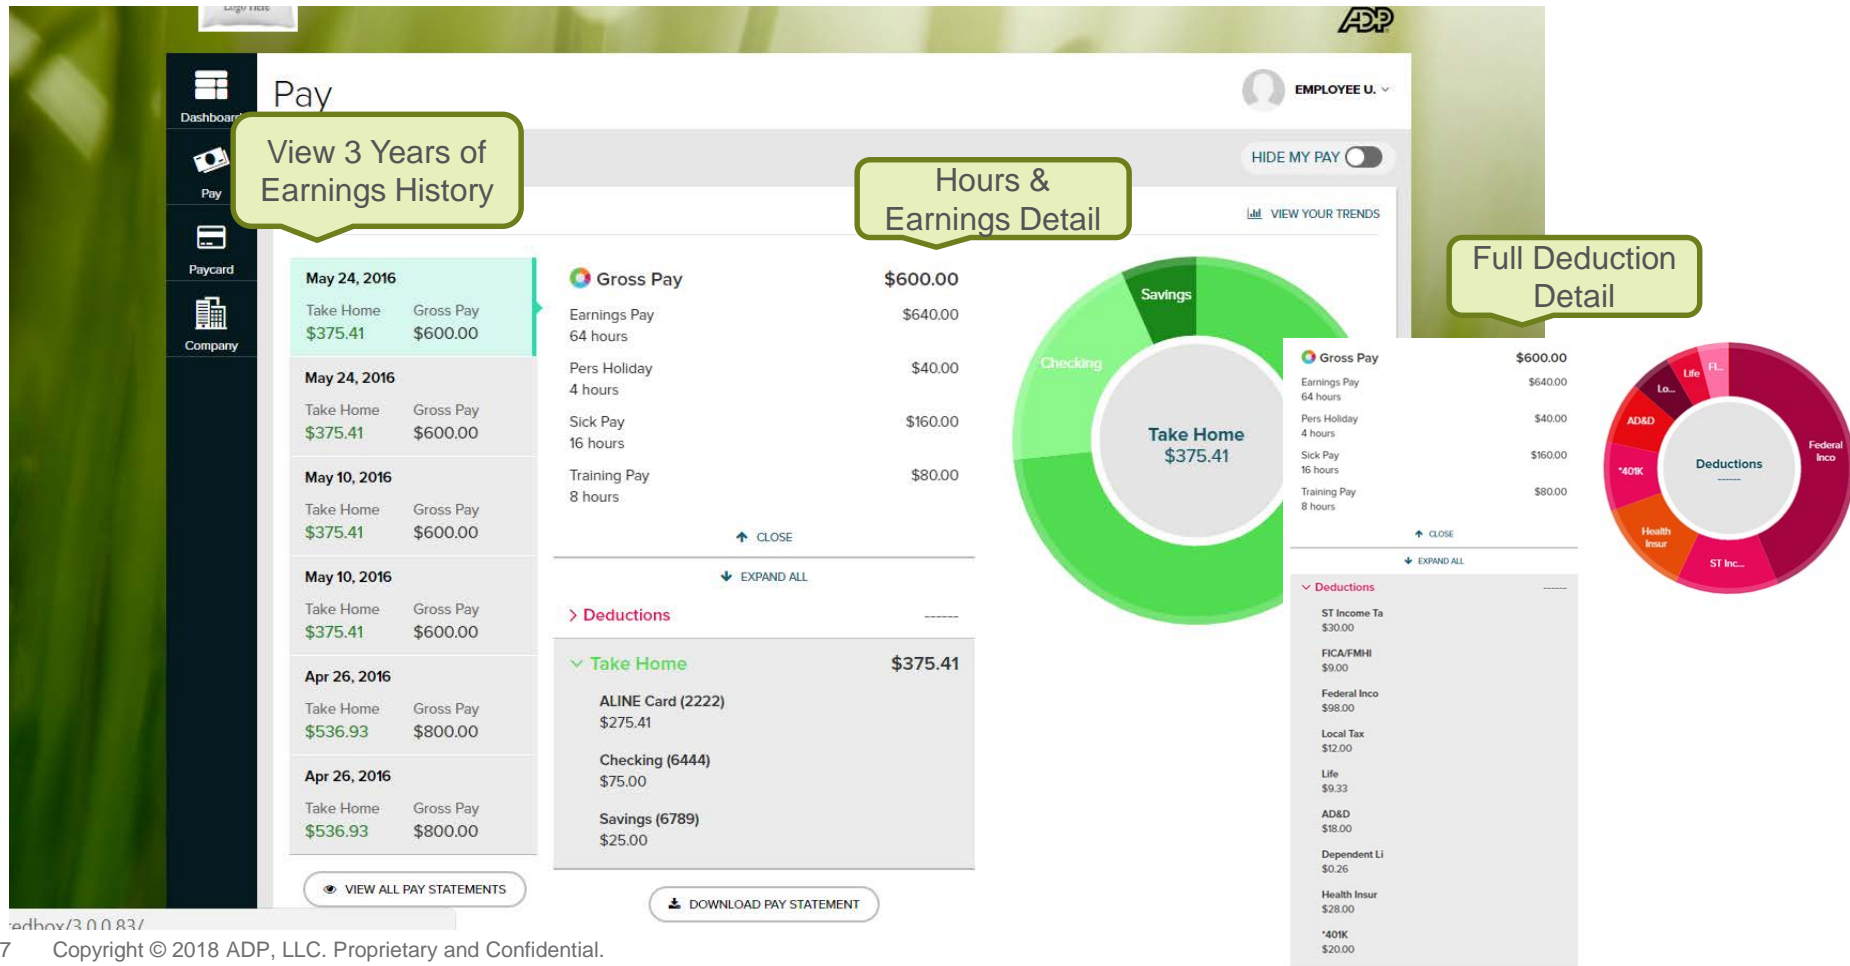 Logo Here
ADP
Dashboard
Pay
Paycard
Company
Pay
EMPLOYEE U.
View 3 Years of
Earnings History
HIDE MY PAY
VIEW YOUR TRENDS
Hours &
Earnings Detail
Full Deduction
Detail
May 24, 2016
Take Home Gross Pay
$375.41 $600.00
May 24, 2016
Take Home Gross Pay
$375.41 $600.00
May 10, 2016
Take Home Gross Pay
$375.41 $600.00
May 10, 2016
Take Home Gross Pay
$375.41 $600.00
Apr 26, 2016
Take Home Gross Pay
$536.93 $800.00
Apr 26, 2016
Take Home Gross Pay
$536.93 $800.00
VIEW ALL PAY STATEMENTS
Gross Pay $600.00
Earnings Pay $640.00
64 hours
Pers Holiday $40.00
4 hours
Sick Pay $160.00
16 hours
Training Pay $80.00
8 hours
CLOSE
EXPAND ALL
Deductions ------
Take Home $375.41
ALINE Card (2222)
$275.41
Checking (6444)
$75.00
Savings (6789)
$25.00
DOWNLOAD PAY STATEMENT
Savings
Checking
Take Home
$375.41
Gross Pay $600.00
Earnings Pay $640.00
64 hours
Pers Holiday $40.00
4 hours
Sick Pay $160.00
16 hours
Training Pay $80.00
8 hours
CLOSE
EXPAND ALL
Deductions ------
ST Income Ta
$30.00
FICA/FMHI
$9.00
Federal Inco
$98.00
Local Tax
$12.00
Life
$9.33
AD&D
$18.00
Dependent Li
$0.26
Health Insur
$28.00
*401K
$20.00
Life
FI...
Lo...
AD&D
*401K
Health
Insur
ST Inc...
Federal
Inco
Deductions
------
redbox/3.0.0.83/
7 Copyright © 2018 ADP, LLC. Proprietary and Confidential.